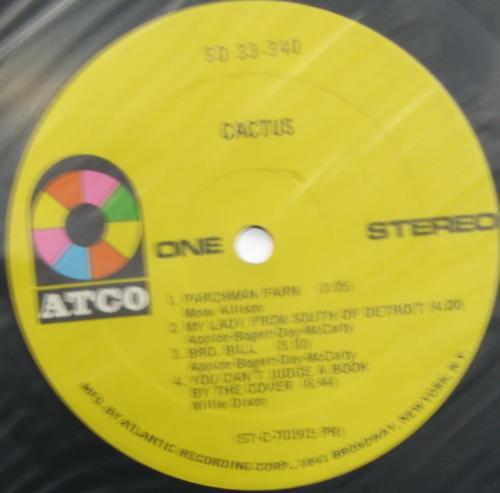 SD 33-340
CACTUS
ATCO
ONE
STEREO
1. PARCHMAN FARM (3:05)
Mose Allison
2. MY LADY FROM SOUTH OF DETROIT (4:20)
Appice-Bogert-Day-McCarty
3. BRO. BILL (5:10)
Appice-Bogert-Day-McCarty
4. YOU CAN'T JUDGE A BOOK
BY THE COVER (6:44)
Willie Dixon
(ST-C-701915 PR)
MFG. BY ATLANTIC RECORDING CORP., 1841 BROADWAY, NEW YORK, N.Y.